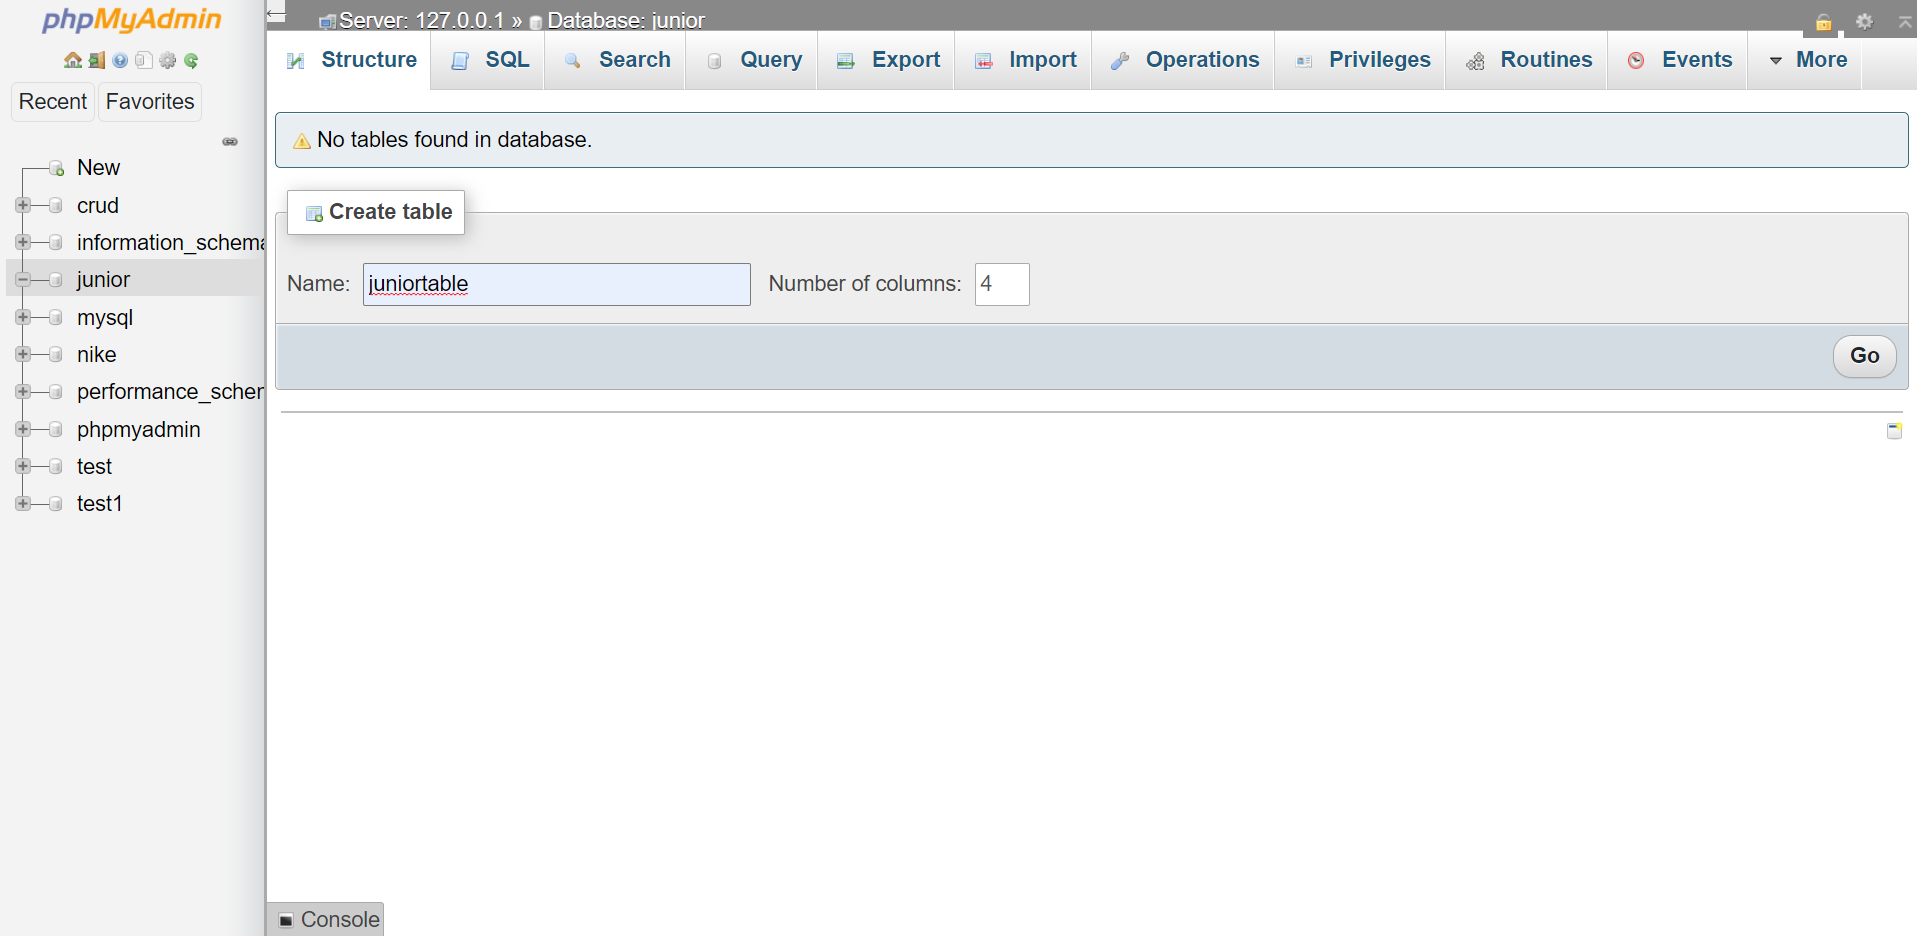 phpMyAdmin
Recent Favorites
New
crud
information_schema
junior
mysql
nike
performance_scher
phpmyadmin
test
test1
Server: 127.0.0.1 » Database: junior
Structure SQL Search Query Export Import Operations Privileges Routines Events More
No tables found in database.
Create table
Name: juniortable Number of columns: 4
Go
Console